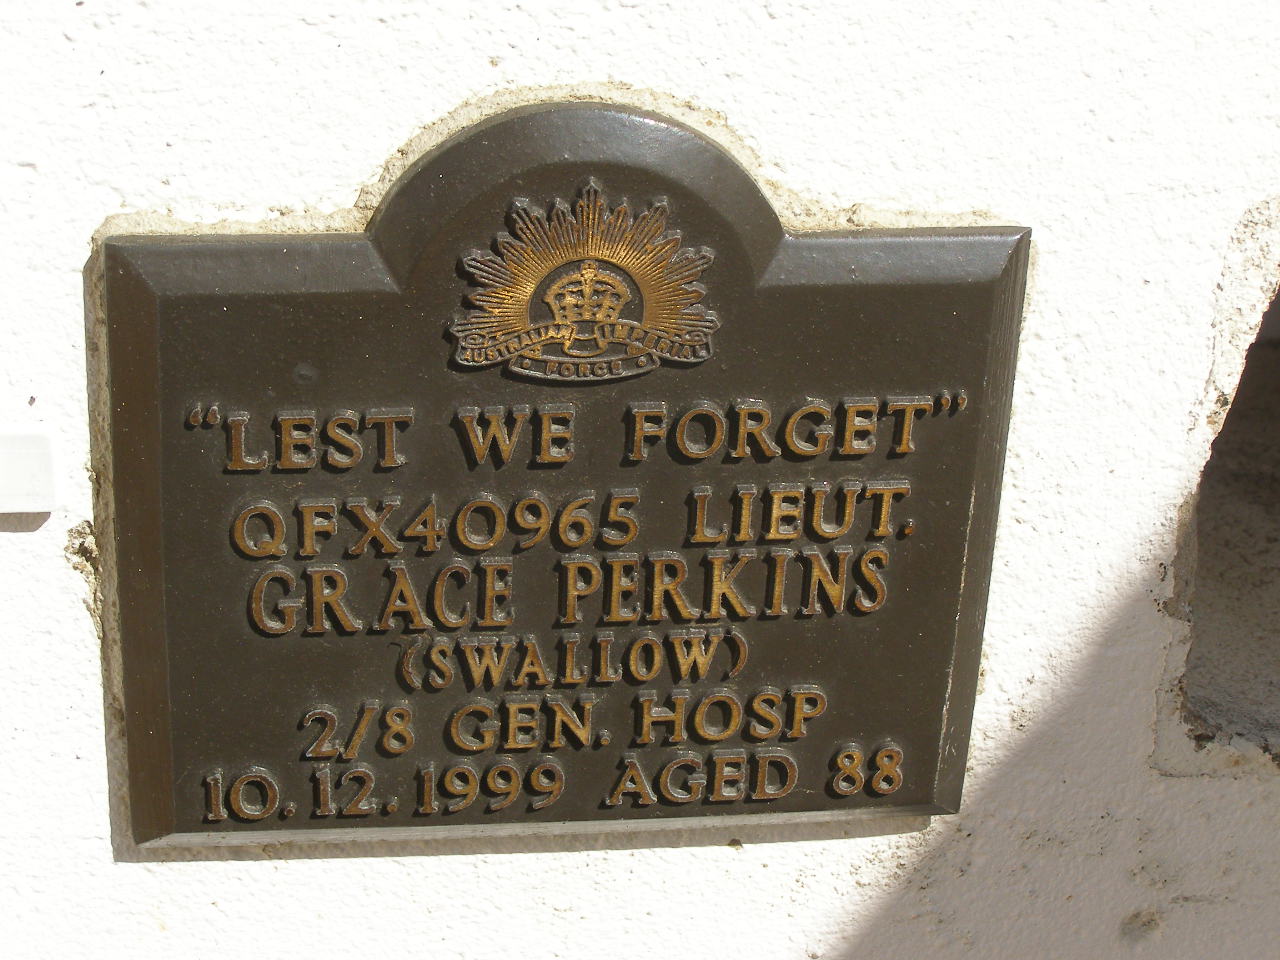 AUSTRALIAN IMPERIAL
FORCE
"LEST WE FORGET"
QFX40965 LIEUT.
GRACE PERKINS
(SWALLOW)
2/8 GEN. HOSP
10.12.1999 AGED 88